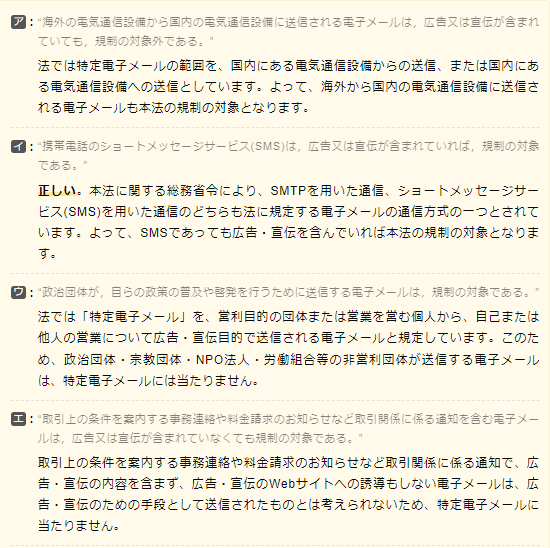 ア："海外の電気通信設備から国内の電気通信設備に送信される電子メールは，広告又は宣伝が含まれ
ていても，規制の対象外である。"
法では特定電子メールの範囲を、国内にある電気通信設備からの送信、または国内にあ
る電気通信設備への送信としています。よって、海外から国内の電気通信設備に送信さ
れる電子メールも本法の規制の対象となります。
イ："携帯電話のショートメッセージサービス(SMS)は，広告又は宣伝が含まれていれば，規制の対象
である。"
正しい。本法に関する総務省令により、SMTPを用いた通信、ショートメッセージサー
ビス(SMS)を用いた通信のどちらも法に規定する電子メールの通信方式の一つとされて
います。よって、SMSであっても広告・宣伝を含んでいれば本法の規制の対象となりま
す。
ウ："政治団体が，自らの政策の普及や啓発を行うために送信する電子メールは，規制の対象である。"
法では「特定電子メール」を、営利目的の団体または営業を営む個人から、自己または
他人の営業について広告・宣伝目的で送信される電子メールと規定しています。このた
め、政治団体・宗教団体・NPO法人・労働組合等の非営利団体が送信する電子メール
は、特定電子メールには当たりません。
エ："取引上の条件を案内する事務連絡や料金請求のお知らせなど取引関係に係る通知を含む電子メー
ルは，広告又は宣伝が含まれていなくても規制の対象である。"
取引上の条件を案内する事務連絡や料金請求のお知らせなど取引関係に係る通知で、広
告・宣伝の内容を含まず、広告・宣伝のWebサイトへの誘導もしない電子メールは、広
告・宣伝のための手段として送信されたものとは考えられないため、特定電子メールに
当たりません。